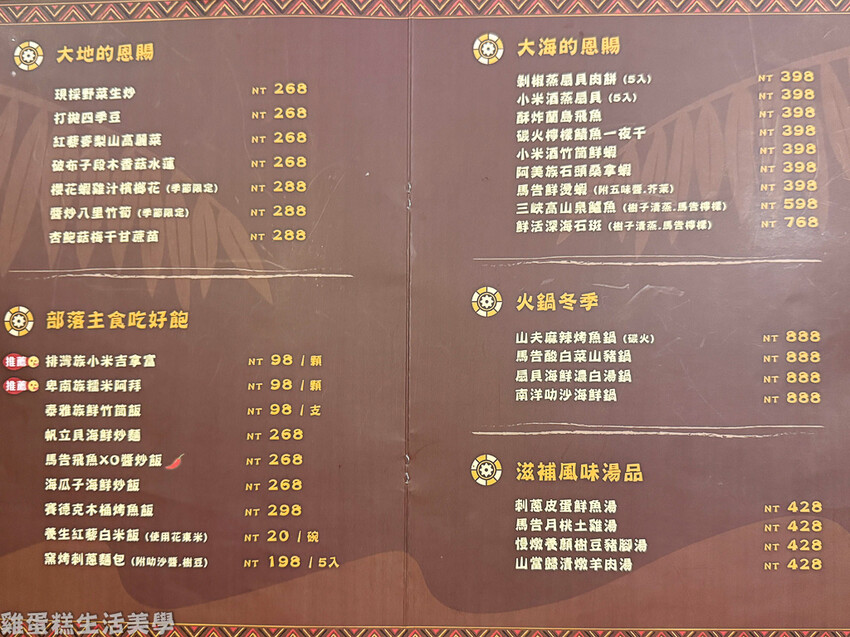 大地的恩賜
現採野菜生炒 NT 268
打拋四季豆 NT 268
紅藜麥梨山高麗菜 NT 268
破布子段木香菇水蓮 NT 268
櫻花蝦雞汁檳榔花 (季節限定) NT 288
醬炒八里竹筍 (季節限定) NT 288
杏鮑菇梅干甘蔗苗 NT 288
部落主食吃好飽
推薦 排灣族小米吉拿富 NT 98 / 顆
推薦 卑南族糯米阿拜 NT 98 / 顆
泰雅族鮮竹筒飯 NT 98 / 支
帆立貝海鮮炒麵 NT 268
馬告飛魚XO醬炒飯 NT 268
海瓜子海鮮炒飯 NT 268
賽德克木桶烤魚飯 NT 298
養生紅藜白米飯 (使用花東米) NT 20 / 碗
窯烤刺蔥麵包 (附叻沙醬.樹豆) NT 198 / 5入
大海的恩賜
剁椒蒸扇貝肉餅 (5入) NT 398
小米酒蒸扇貝 (5入) NT 398
酥炸蘭島飛魚 NT 398
碳火檸檬鯖魚一夜干 NT 398
小米酒竹筒鮮蝦 NT 398
阿美族石頭桑拿蝦 NT 398
馬告鮮燙蝦 (附五味醬.芥茉) NT 398
三峽高山泉鱸魚 (樹子清蒸.馬告檸檬) NT 598
鮮活深海石斑 (樹子清蒸.馬告檸檬) NT 768
火鍋冬季
山夫麻辣烤魚鍋 (碳火) NT 888
馬告酸白菜山豬鍋 NT 888
扇貝海鮮濃白湯鍋 NT 888
南洋叻沙海鮮鍋 NT 888
滋補風味湯品
刺蔥皮蛋鮮魚湯 NT 428
馬告月桃土雞湯 NT 428
慢燉養顏樹豆豬腳湯 NT 428
山當歸清燉羊肉湯 NT 428
雞蛋糕生活美學